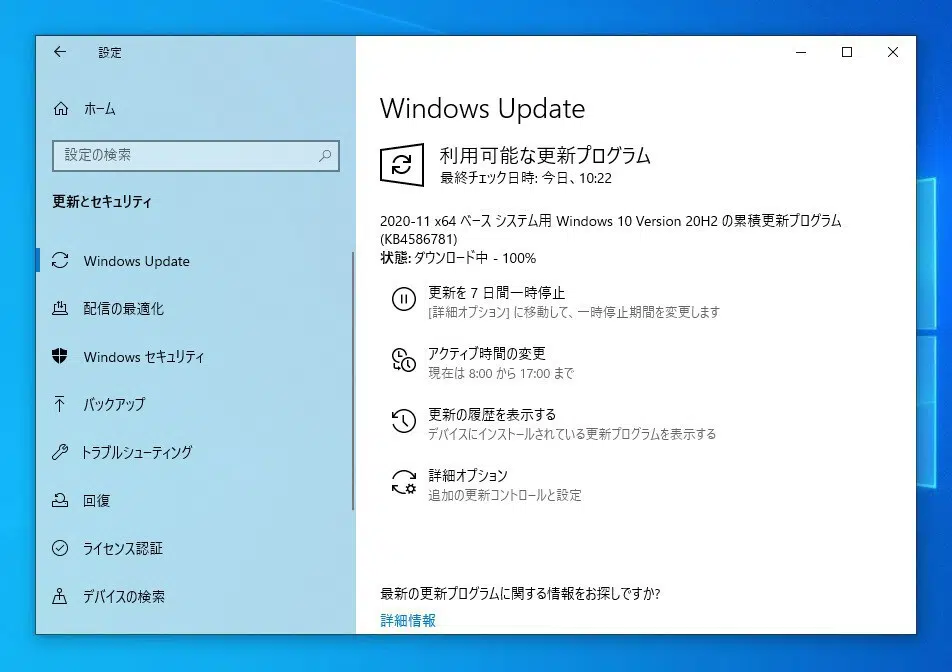 設定
ホーム
設定の検索
更新とセキュリティ
Windows Update
配信の最適化
Windows セキュリティ
バックアップ
トラブルシューティング
回復
ライセンス認証
デバイスの検索
Windows Update
利用可能な更新プログラム
最終チェック日時: 今日、10:22
2020-11 x64 ベース システム用 Windows 10 Version 20H2 の累積更新プログラム
(KB4586781)
状態: ダウンロード中 - 100%
更新を 7 日間一時停止
[詳細オプション] に移動して、一時停止期間を変更します
アクティブ時間の変更
現在は 8:00 から 17:00 まで
更新の履歴を表示する
デバイスにインストールされている更新プログラムを表示する
詳細オプション
追加の更新コントロールと設定
最新の更新プログラムに関する情報をお探しですか?
詳細情報